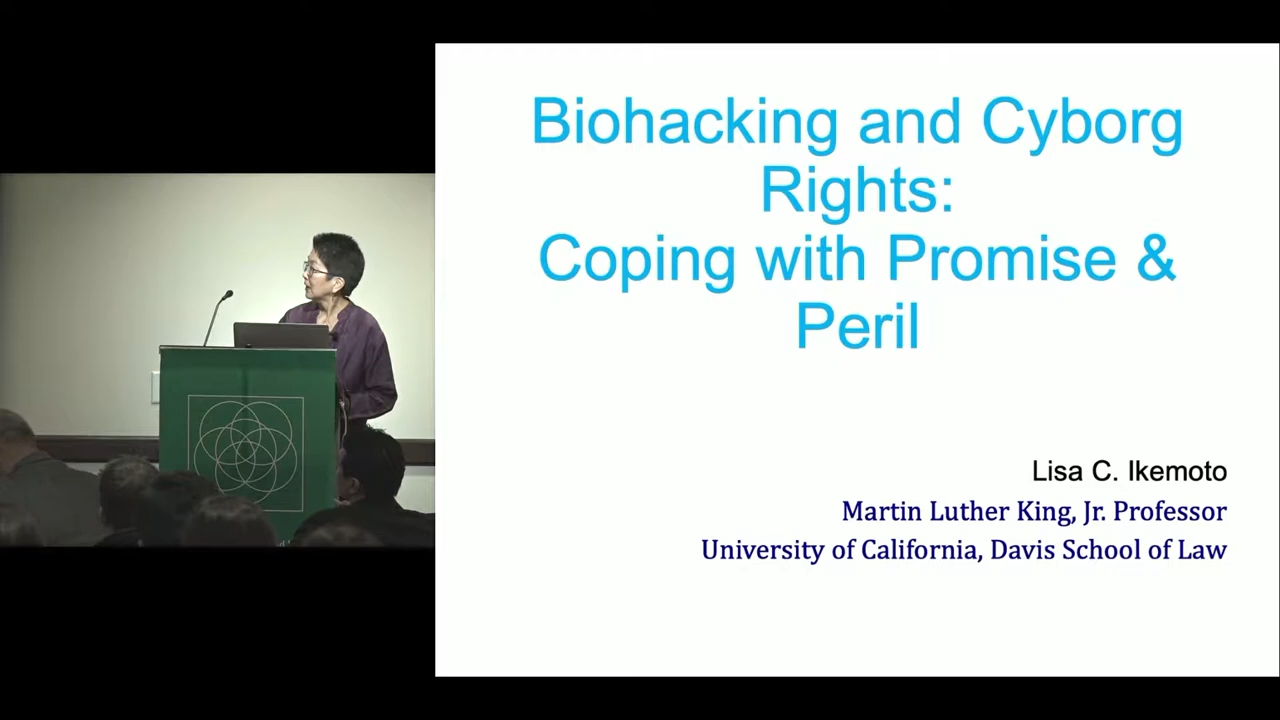 Biohacking and Cyborg
Rights:
Coping with Promise &
Peril
Lisa C. Ikemoto
Martin Luther King, Jr. Professor
University of California, Davis School of Law